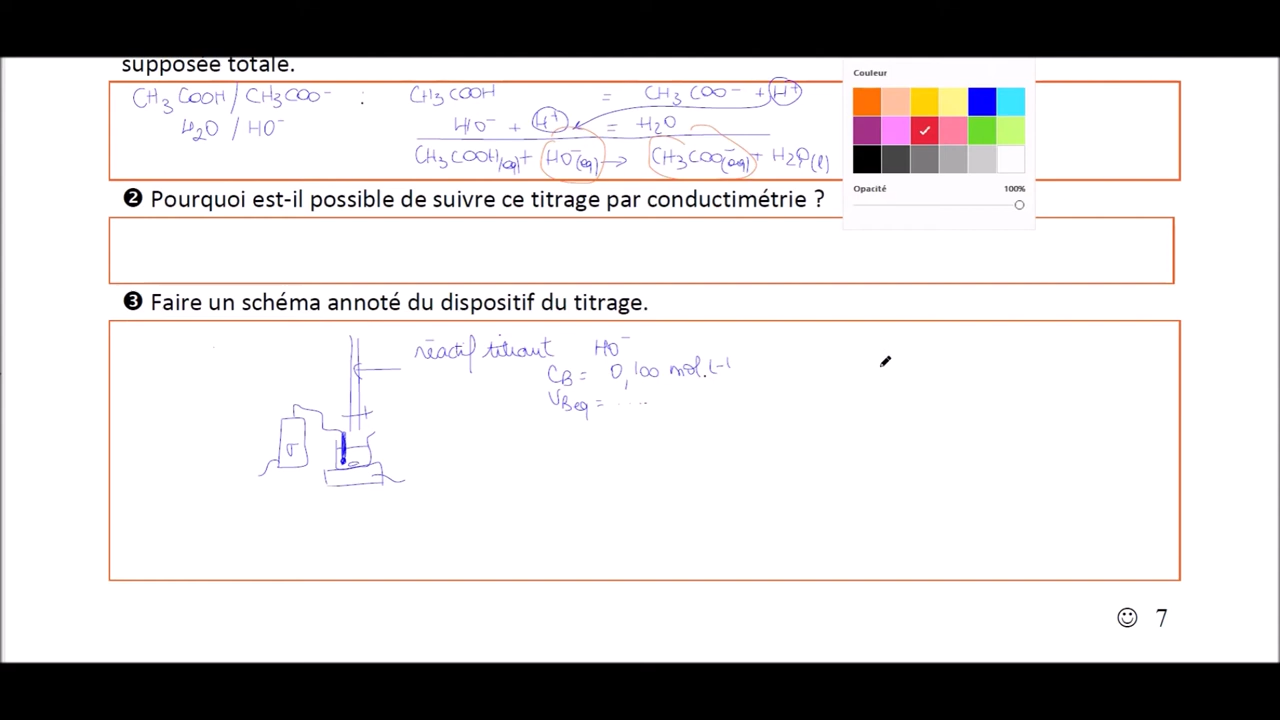 supposée totale.
Couleur
CH3COOH / CH3COO⁻ : CH3COOH = CH3COO⁻ + H⁺
H2O / HO⁻ HO⁻ + H⁺ = H2O
CH3COOH(aq) + HO⁻(aq) → CH3COO⁻(aq) + H2O(l)
Opacité 100%
❷ Pourquoi est-il possible de suivre ce titrage par conductimétrie ?
❸ Faire un schéma annoté du dispositif du titrage.
réactif titrant HO⁻
CB = 0,100 mol.L⁻¹
VBeq = .....
σ
☺ 7